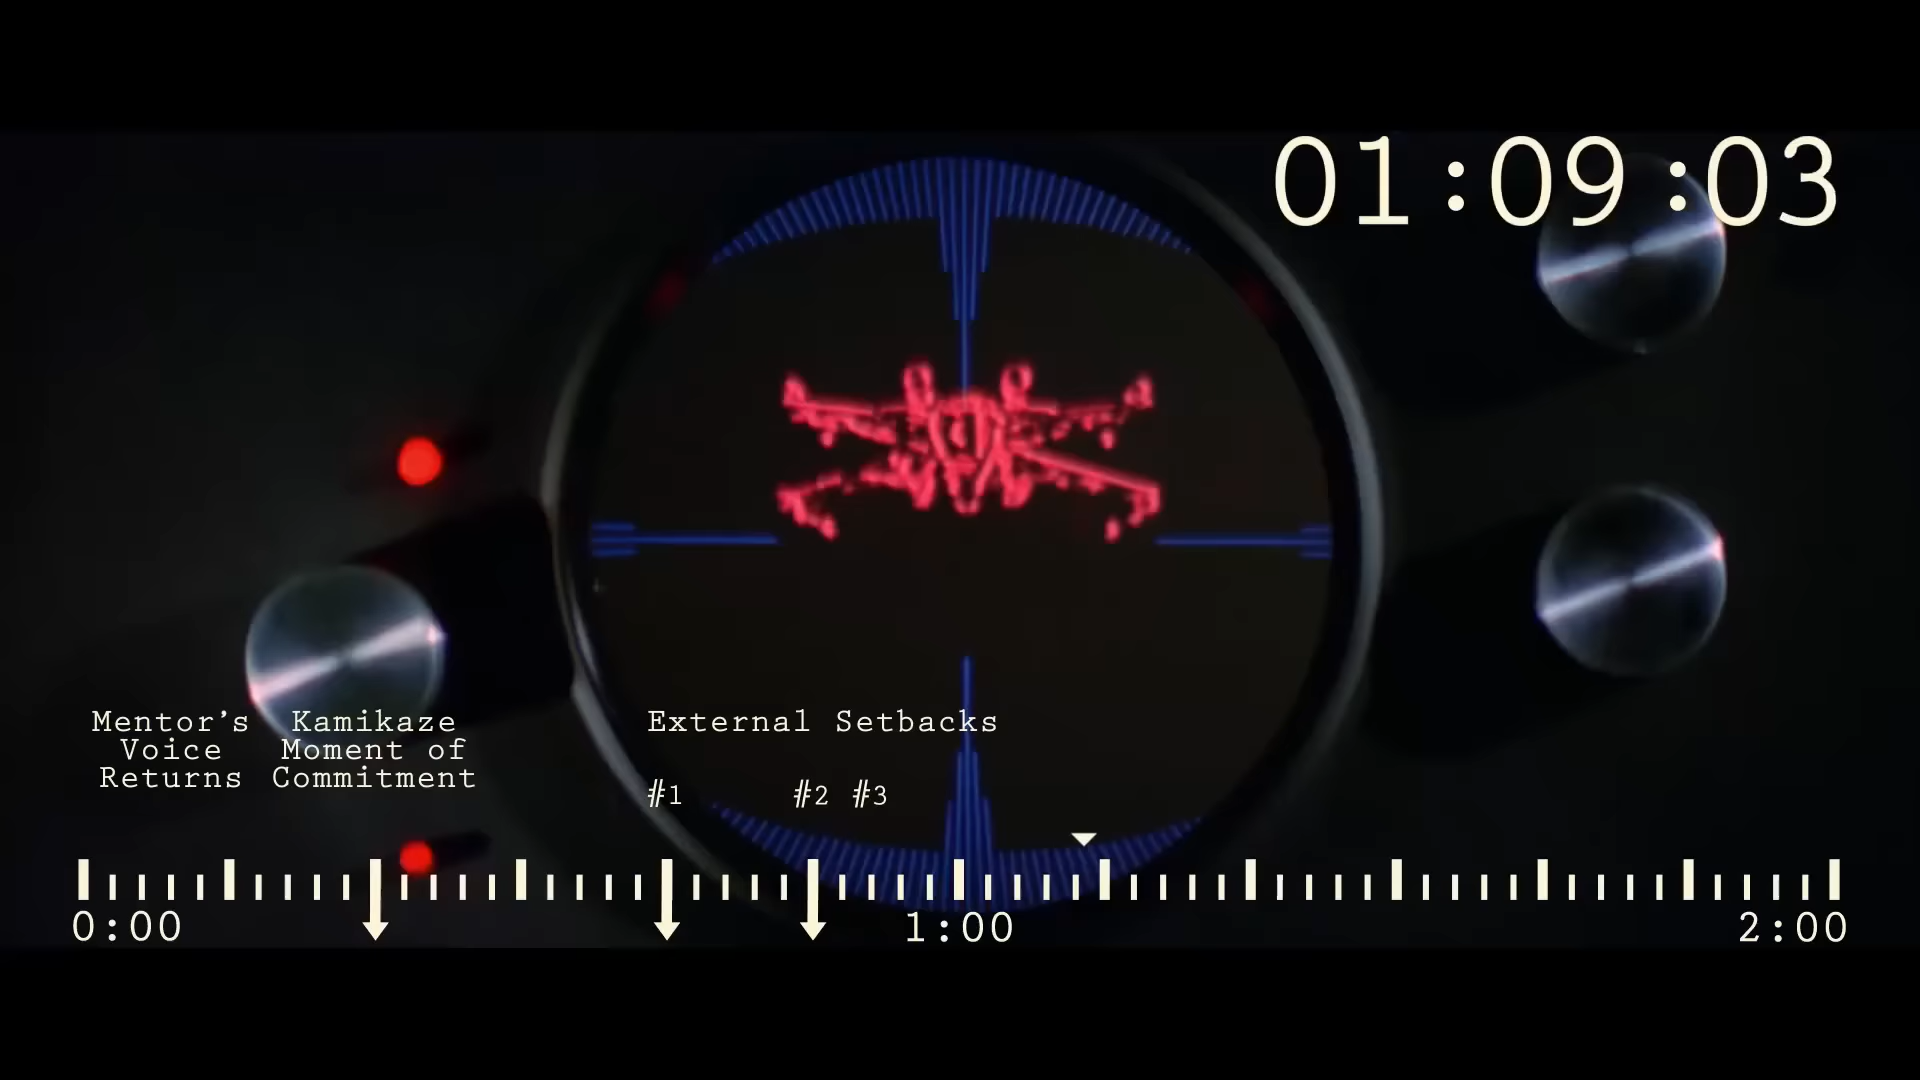 01:09:03
Mentor's
Voice
Returns
Kamikaze
Moment of
Commitment
External Setbacks
#1 #2 #3
0:00 1:00 2:00